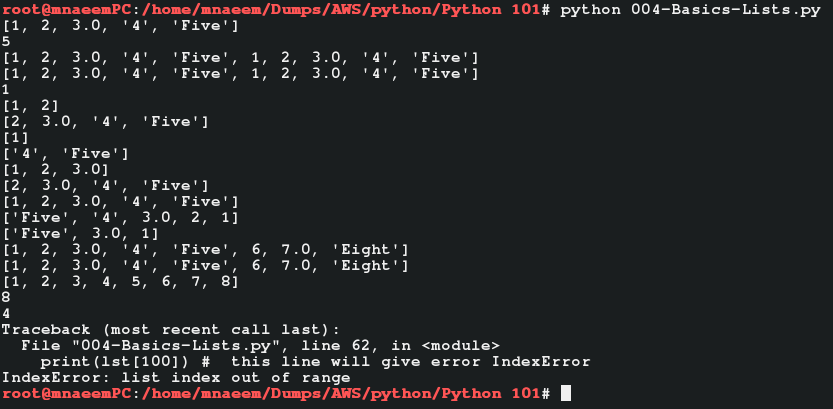 root@mnaeemPC:/home/mnaeem/Dumps/AWS/python/Python 101# python 004-Basics-Lists.py
[1, 2, 3.0, '4', 'Five']
5
[1, 2, 3.0, '4', 'Five', 1, 2, 3.0, '4', 'Five']
[1, 2, 3.0, '4', 'Five', 1, 2, 3.0, '4', 'Five']
1
[1, 2]
[2, 3.0, '4', 'Five']
[1]
['4', 'Five']
[1, 2, 3.0]
[2, 3.0, '4', 'Five']
[1, 2, 3.0, '4', 'Five']
['Five', '4', 3.0, 2, 1]
['Five', 3.0, 1]
[1, 2, 3.0, '4', 'Five', 6, 7.0, 'Eight']
[1, 2, 3.0, '4', 'Five', 6, 7.0, 'Eight']
[1, 2, 3, 4, 5, 6, 7, 8]
8
4
Traceback (most recent call last):
  File "004-Basics-Lists.py", line 62, in <module>
    print(lst[100]) #  this line will give error IndexError
IndexError: list index out of range
root@mnaeemPC:/home/mnaeem/Dumps/AWS/python/Python 101#